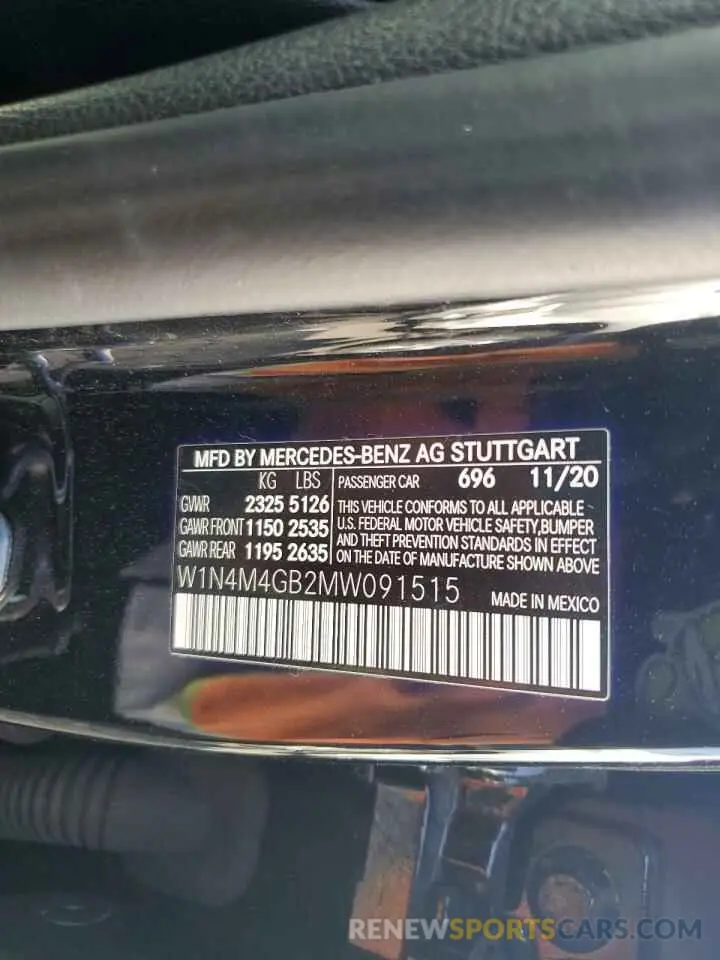 MFD BY MERCEDES-BENZ AG STUTTGART
KG LBS
GVWR 2325 5126
GAWR FRONT 1150 2535
GAWR REAR 1195 2635
PASSENGER CAR 696 11/20
THIS VEHICLE CONFORMS TO ALL APPLICABLE
U.S. FEDERAL MOTOR VEHICLE SAFETY, BUMPER
AND THEFT PREVENTION STANDARDS IN EFFECT
ON THE DATE OF MANUFACTURE SHOWN ABOVE
W1N4M4GB2MW091515
MADE IN MEXICO
RENEWSPORTSCARS.COM